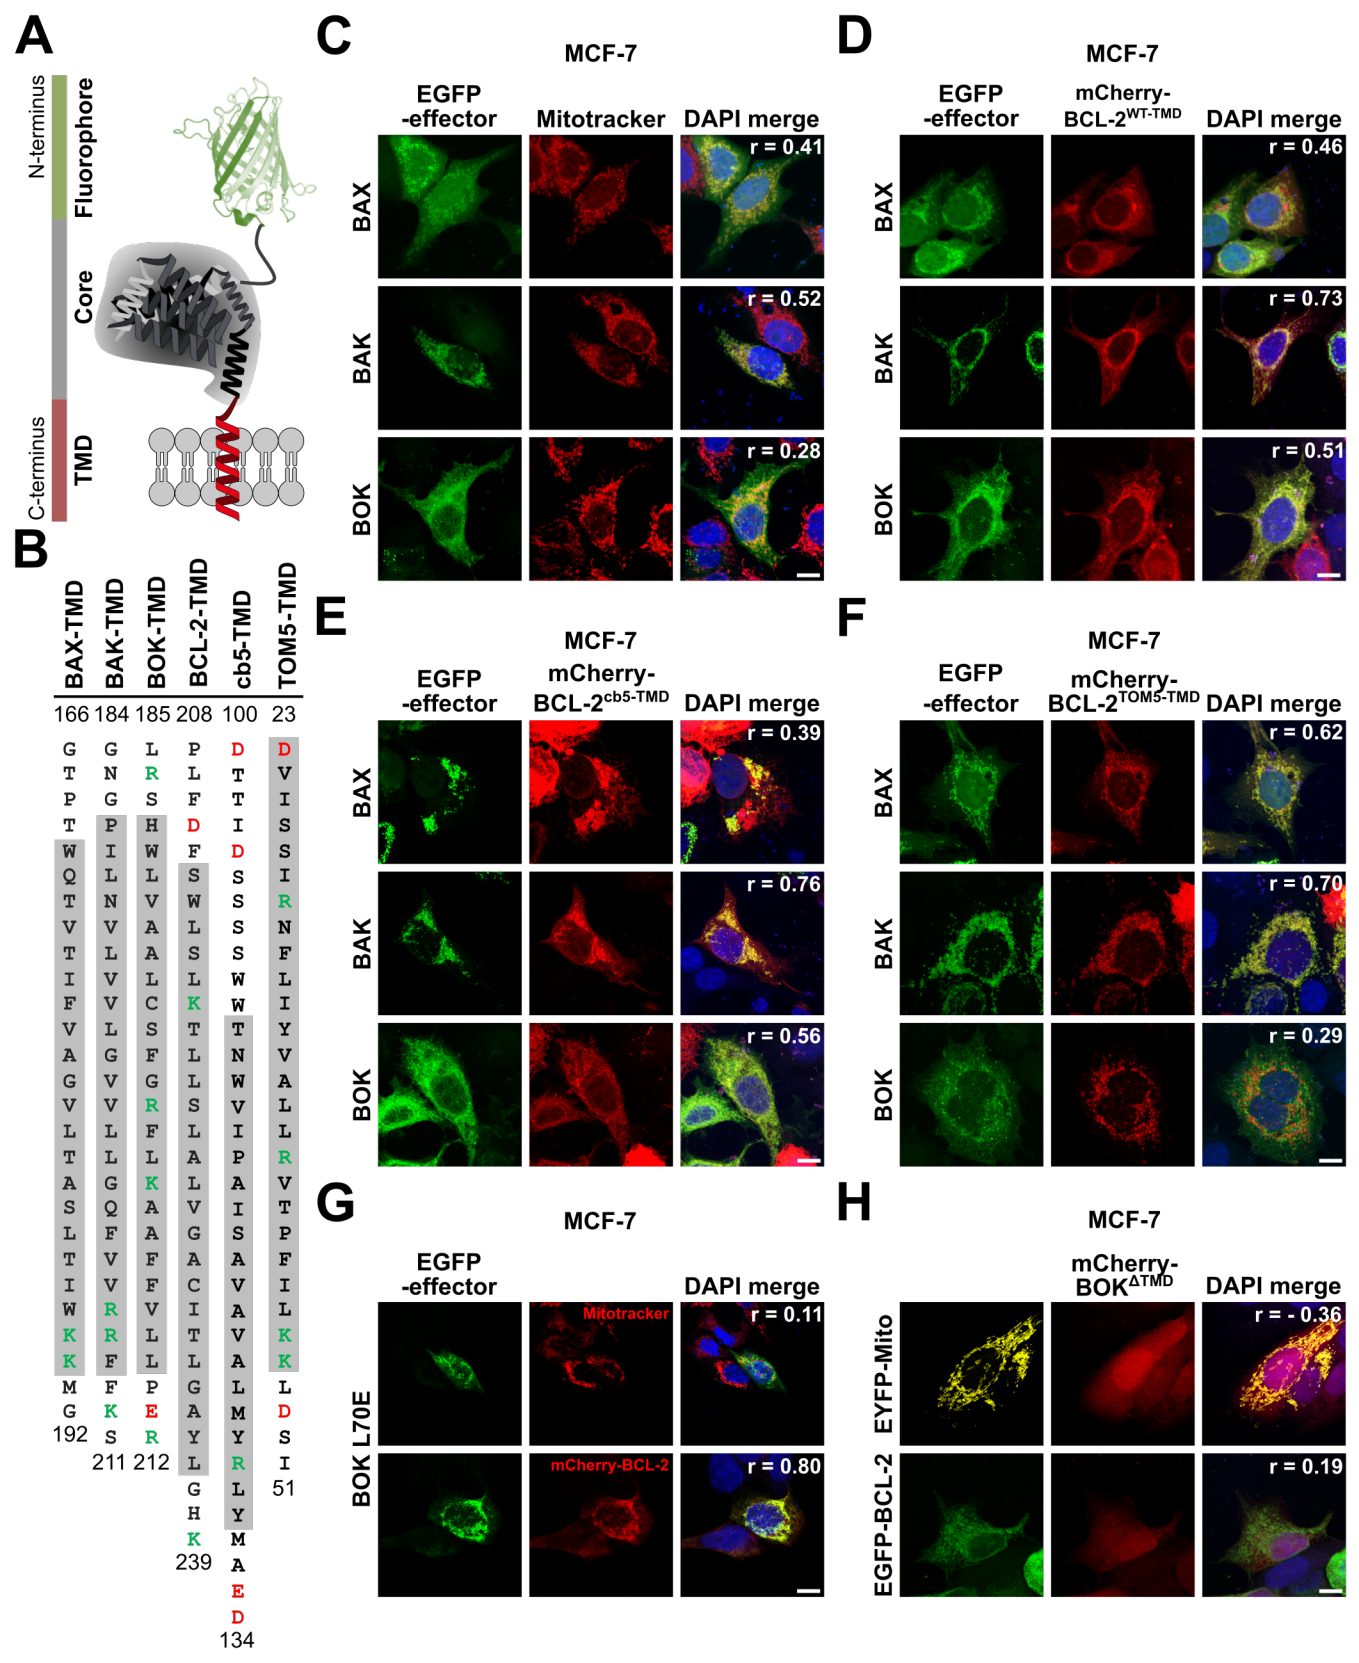 A
N-terminus
Fluorophore
Core
C-terminus
TMD
B
BAX-TMD BAK-TMD BOK-TMD BCL-2-TMD cb5-TMD TOM5-TMD
166 184 185 208 100 23
G G L P D D
T N R L T V
P G S F T I
T P H D I S
W I W F D S
Q L L S S I
T N V W S R
V V A L S N
T L A S S F
I V L L W L
F V C K W I
V L S T T Y
A G F L N V
G V G L W A
V V R S V L
L L F L I L
T L L A P R
A G K L A V
S Q A V I T
L F A G S P
T V F A A F
I V F C V I
W R V I A L
K R L T V K
K F L L A K
M F P G L L
G K E A M D
192 S R Y Y S
211 212 L R I
G L 51
H Y
K M
239 A
E
D
134
C
MCF-7
EGFP
-effector Mitotracker DAPI merge
BAX r = 0.41
BAK r = 0.52
BOK r = 0.28
D
MCF-7
EGFP mCherry-
-effector BCL-2WT-TMD DAPI merge
BAX r = 0.46
BAK r = 0.73
BOK r = 0.51
E
MCF-7
EGFP mCherry-
-effector BCL-2cb5-TMD DAPI merge
BAX r = 0.39
BAK r = 0.76
BOK r = 0.56
F
MCF-7
EGFP mCherry-
-effector BCL-2TOM5-TMD DAPI merge
BAX r = 0.62
BAK r = 0.70
BOK r = 0.29
G
MCF-7
EGFP
-effector DAPI merge
BOK L70E
Mitotracker r = 0.11
mCherry-BCL-2 r = 0.80
H
MCF-7
mCherry-
BOKΔTMD DAPI merge
EYFP-Mito r = - 0.36
EGFP-BCL-2 r = 0.19